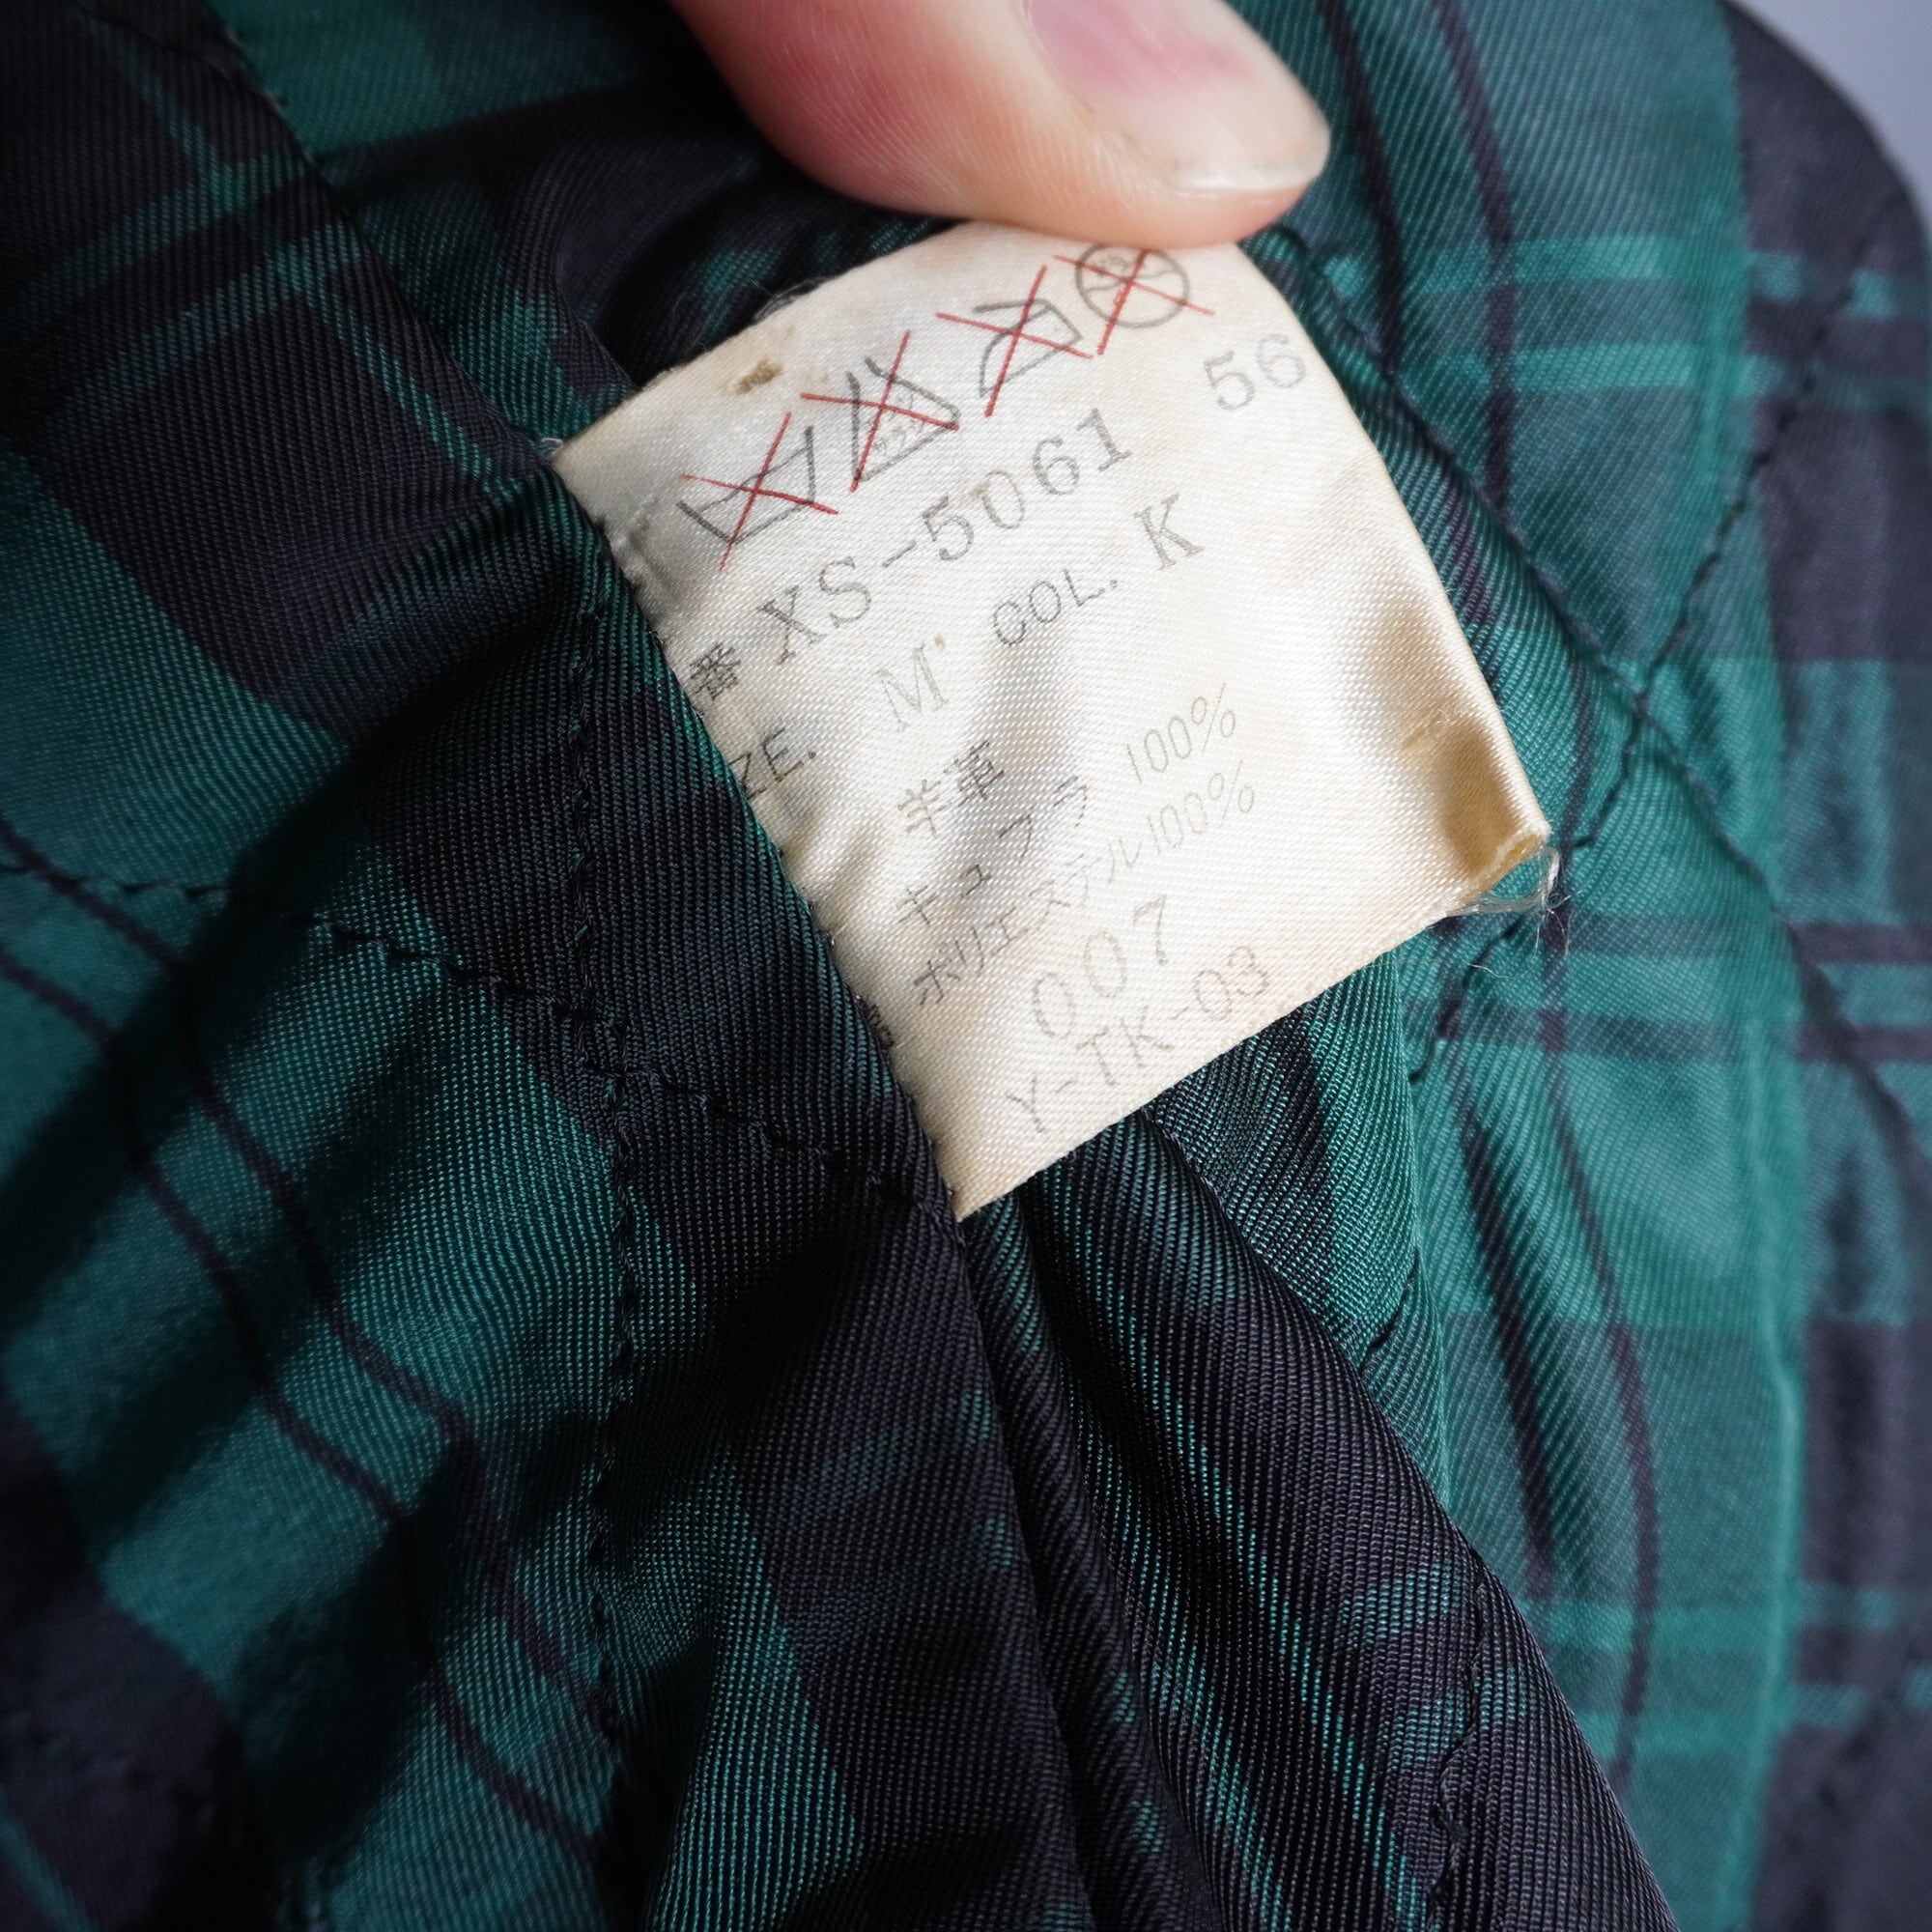 56
番 XS-5061
ZE. M COL. K
羊革
キュプラ 100%
ポリエステル100%
007
Y-TK-03